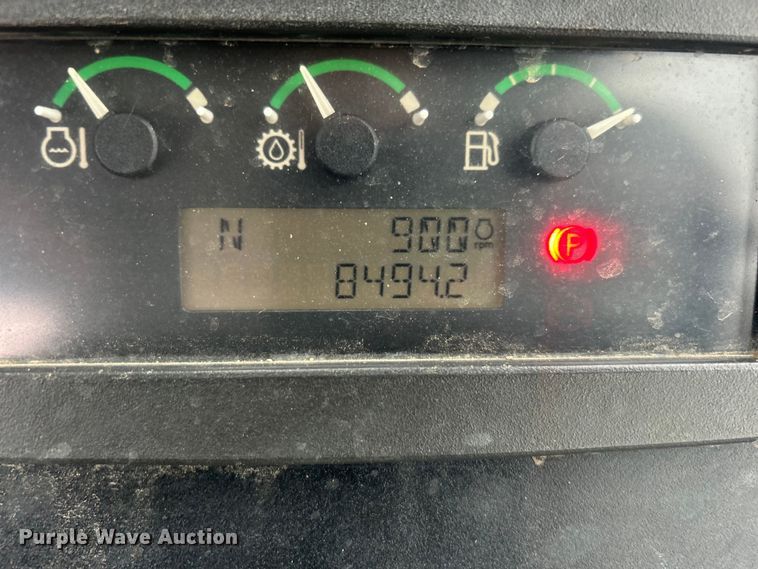 N 900 rpm
F
8494.2
Purple Wave Auction